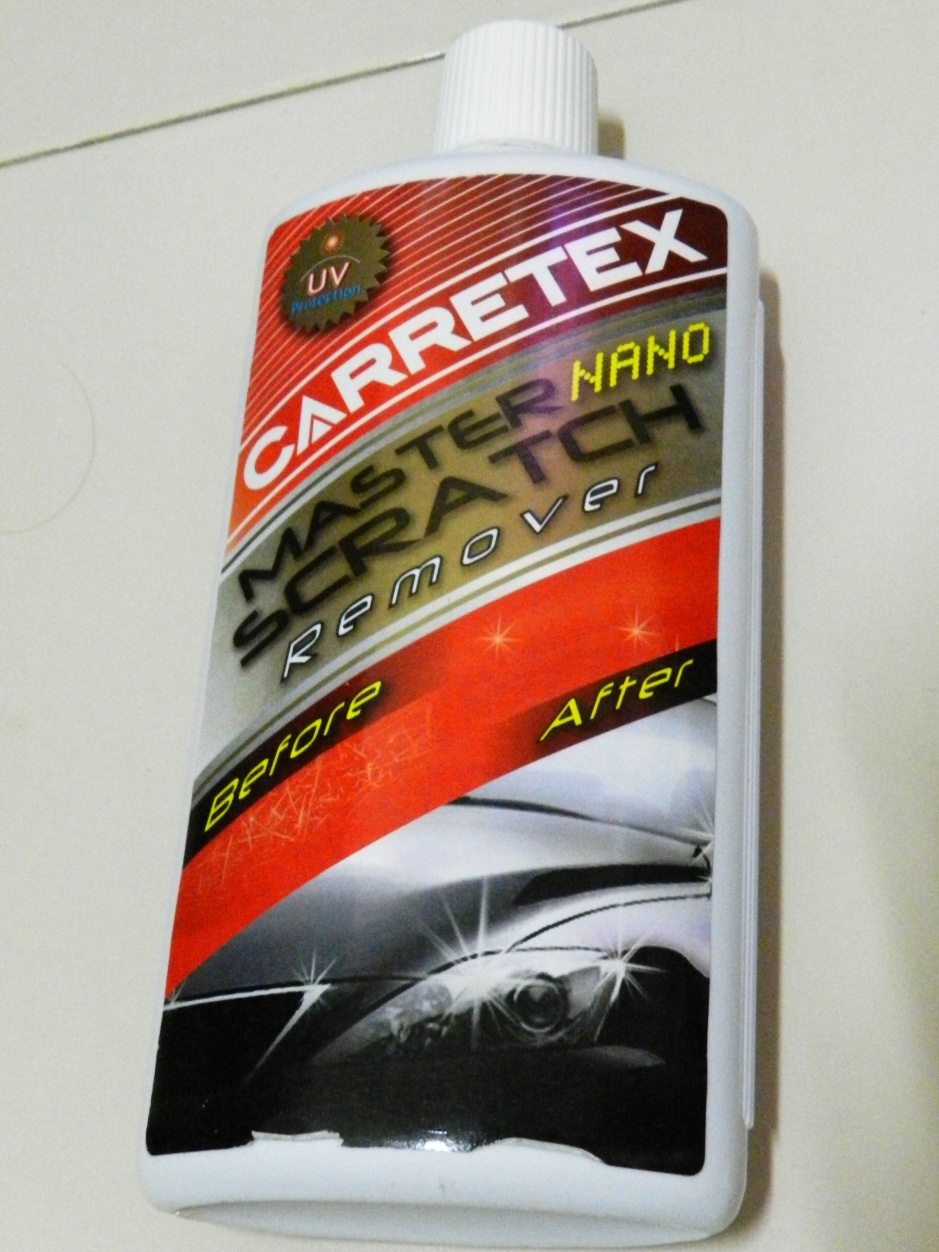 UV
Protection
CARRETEX
MASTER NANO
SCRATCH
Remover
Before
After